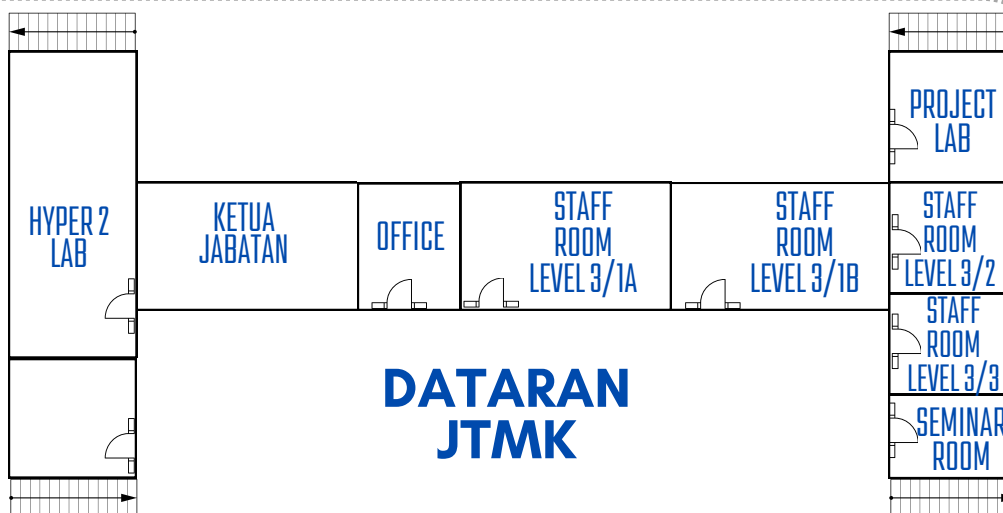 HYPER 2
LAB
KETUA
JABATAN
OFFICE
STAFF
ROOM
LEVEL 3/1A
STAFF
ROOM
LEVEL 3/1B
PROJECT
LAB
STAFF
ROOM
LEVEL 3/2
STAFF
ROOM
LEVEL 3/3
SEMINAR
ROOM
DATARAN
JTMK